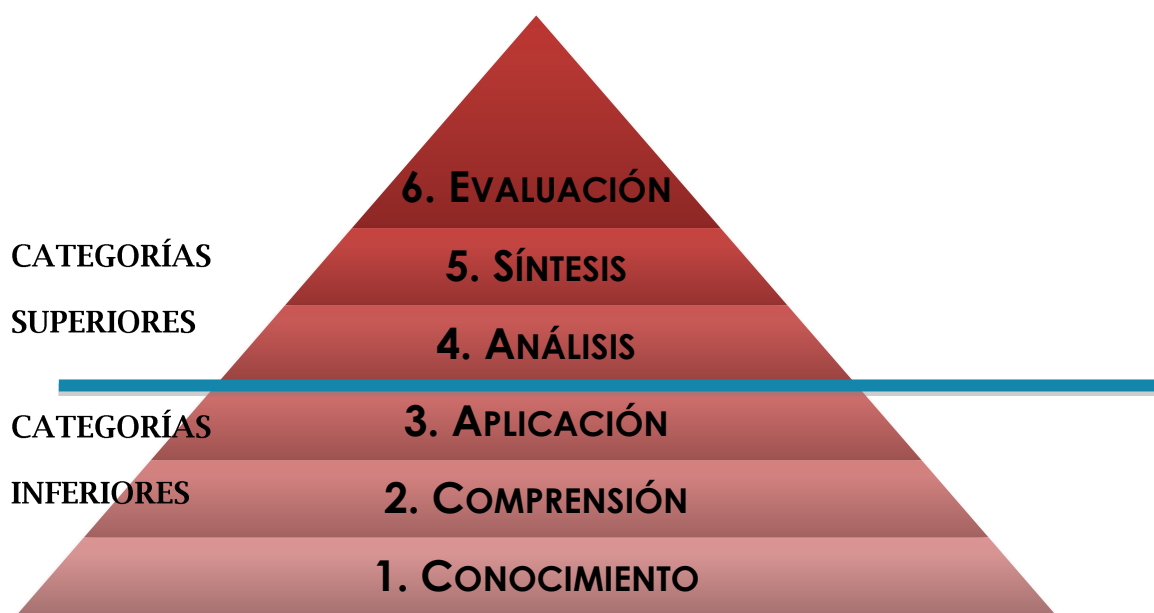 6. EVALUACIÓN
5. SÍNTESIS
4. ANÁLISIS
CATEGORÍAS
SUPERIORES
3. APLICACIÓN
2. COMPRENSIÓN
1. CONOCIMIENTO
CATEGORÍAS
INFERIORES